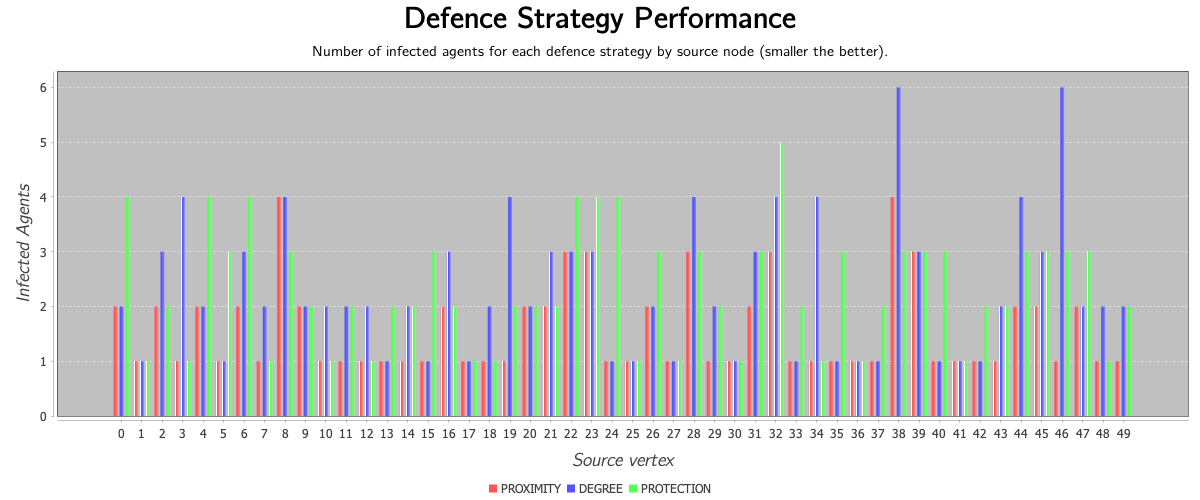 Defence Strategy Performance
Number of infected agents for each defence strategy by source node (smaller the better).
6
5
4
3
2
1
0
Infected Agents
0 1 2 3 4 5 6 7 8 9 10 11 12 13 14 15 16 17 18 19 20 21 22 23 24 25 26 27 28 29 30 31 32 33 34 35 36 37 38 39 40 41 42 43 44 45 46 47 48 49
Source vertex
PROXIMITY DEGREE PROTECTION